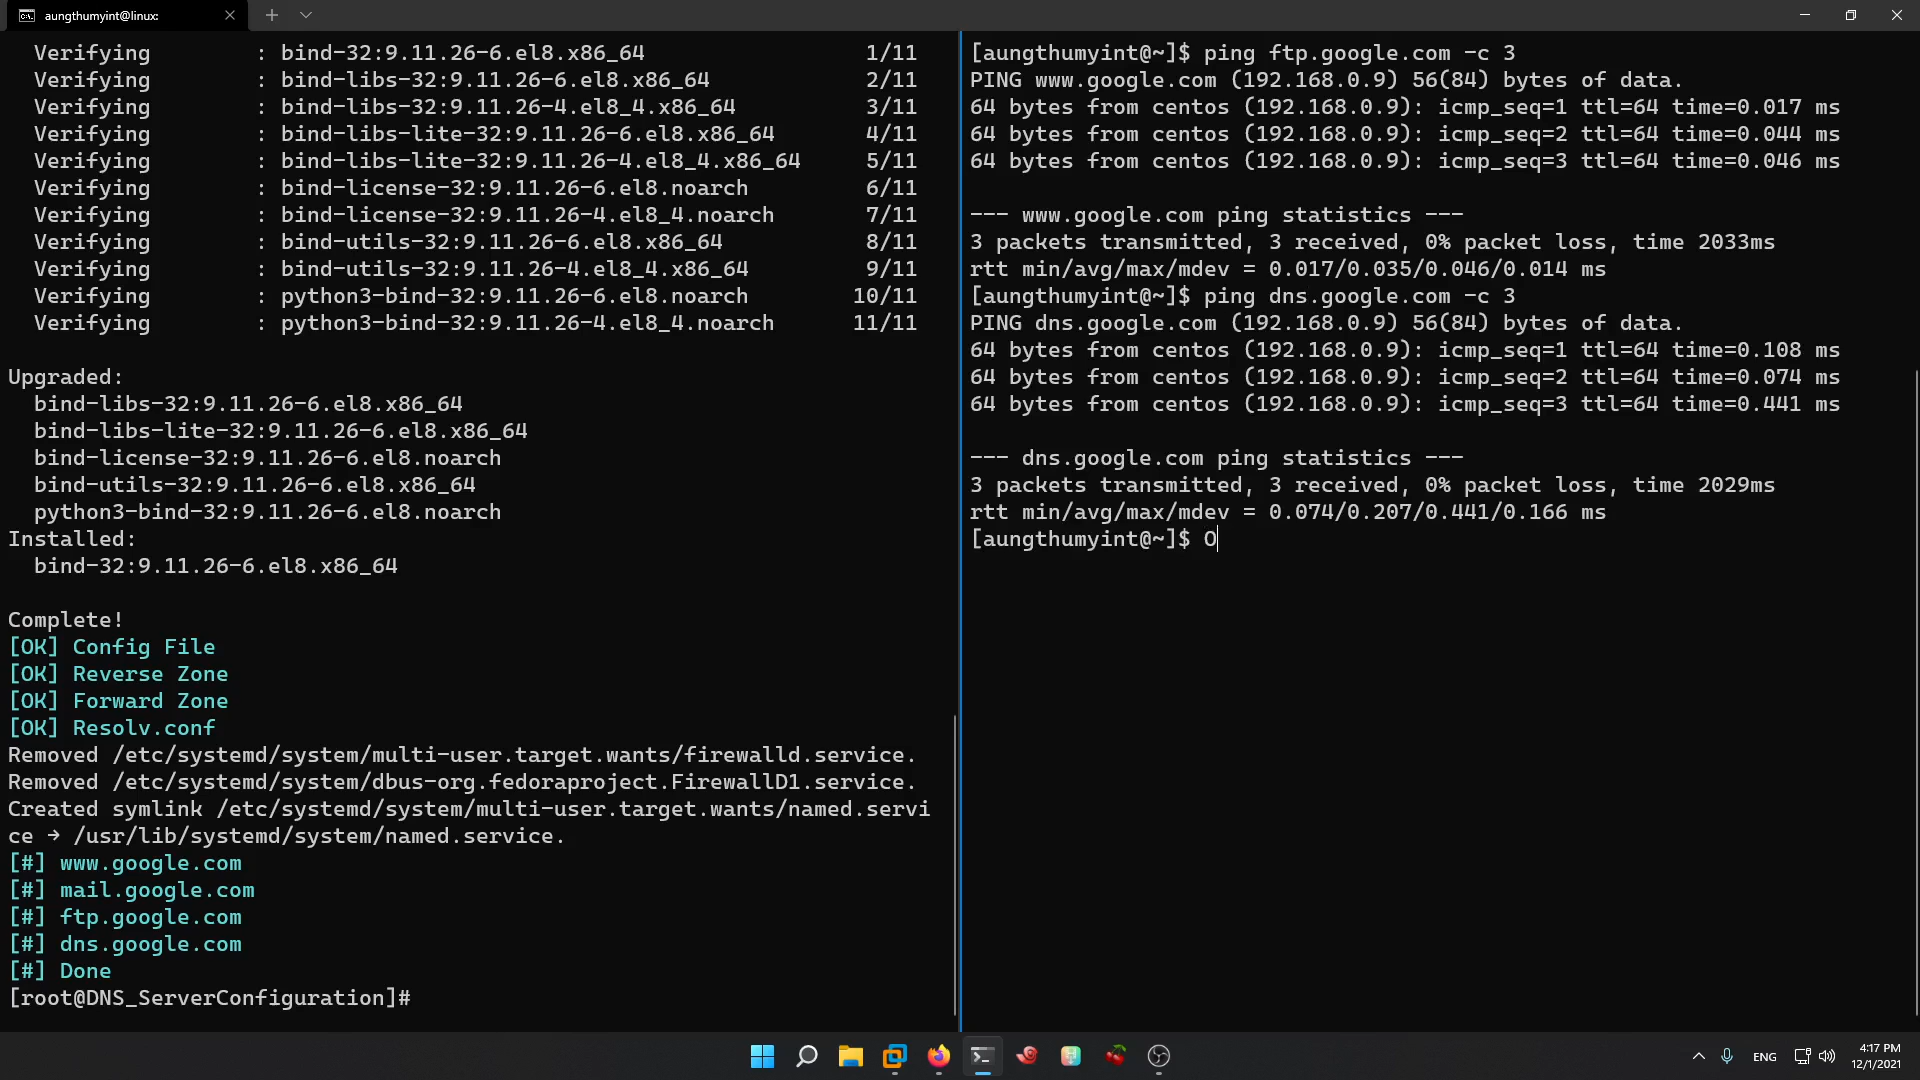 aungthumyint@linux:
Verifying : bind-32:9.11.26-6.el8.x86_64 1/11
Verifying : bind-libs-32:9.11.26-6.el8.x86_64 2/11
Verifying : bind-libs-32:9.11.26-4.el8_4.x86_64 3/11
Verifying : bind-libs-lite-32:9.11.26-6.el8.x86_64 4/11
Verifying : bind-libs-lite-32:9.11.26-4.el8_4.x86_64 5/11
Verifying : bind-license-32:9.11.26-6.el8.noarch 6/11
Verifying : bind-license-32:9.11.26-4.el8_4.noarch 7/11
Verifying : bind-utils-32:9.11.26-6.el8.x86_64 8/11
Verifying : bind-utils-32:9.11.26-4.el8_4.x86_64 9/11
Verifying : python3-bind-32:9.11.26-6.el8.noarch 10/11
Verifying : python3-bind-32:9.11.26-4.el8_4.noarch 11/11
Upgraded:
bind-libs-32:9.11.26-6.el8.x86_64
bind-libs-lite-32:9.11.26-6.el8.x86_64
bind-license-32:9.11.26-6.el8.noarch
bind-utils-32:9.11.26-6.el8.x86_64
python3-bind-32:9.11.26-6.el8.noarch
Installed:
bind-32:9.11.26-6.el8.x86_64
Complete!
[OK] Config File
[OK] Reverse Zone
[OK] Forward Zone
[OK] Resolv.conf
Removed /etc/systemd/system/multi-user.target.wants/firewalld.service.
Removed /etc/systemd/system/dbus-org.fedoraproject.FirewallD1.service.
Created symlink /etc/systemd/system/multi-user.target.wants/named.servi
ce → /usr/lib/systemd/system/named.service.
[#] www.google.com
[#] mail.google.com
[#] ftp.google.com
[#] dns.google.com
[#] Done
[root@DNS_ServerConfiguration]#
[aungthumyint@~]$ ping ftp.google.com -c 3
PING www.google.com (192.168.0.9) 56(84) bytes of data.
64 bytes from centos (192.168.0.9): icmp_seq=1 ttl=64 time=0.017 ms
64 bytes from centos (192.168.0.9): icmp_seq=2 ttl=64 time=0.044 ms
64 bytes from centos (192.168.0.9): icmp_seq=3 ttl=64 time=0.046 ms
--- www.google.com ping statistics ---
3 packets transmitted, 3 received, 0% packet loss, time 2033ms
rtt min/avg/max/mdev = 0.017/0.035/0.046/0.014 ms
[aungthumyint@~]$ ping dns.google.com -c 3
PING dns.google.com (192.168.0.9) 56(84) bytes of data.
64 bytes from centos (192.168.0.9): icmp_seq=1 ttl=64 time=0.108 ms
64 bytes from centos (192.168.0.9): icmp_seq=2 ttl=64 time=0.074 ms
64 bytes from centos (192.168.0.9): icmp_seq=3 ttl=64 time=0.441 ms
--- dns.google.com ping statistics ---
3 packets transmitted, 3 received, 0% packet loss, time 2029ms
rtt min/avg/max/mdev = 0.074/0.207/0.441/0.166 ms
[aungthumyint@~]$ O
ENG
4:17 PM
12/1/2021